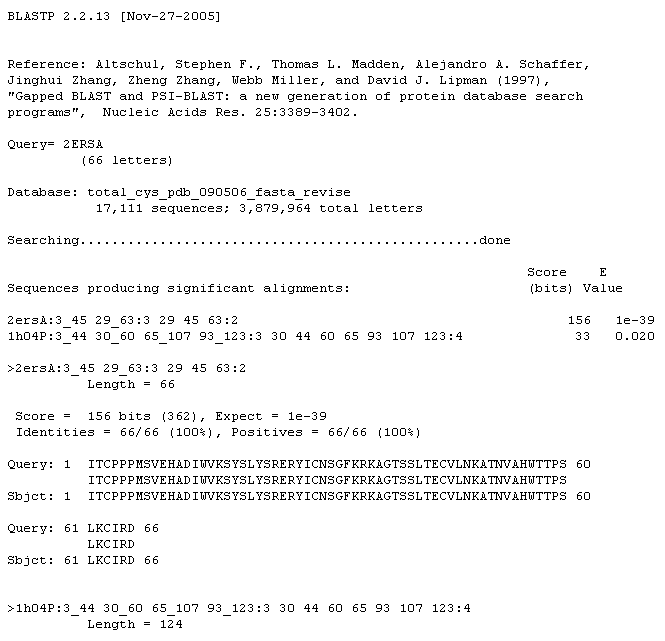 BLASTP 2.2.13 [Nov-27-2005]
Reference: Altschul, Stephen F., Thomas L. Madden, Alejandro A. Schaffer,
Jinghui Zhang, Zheng Zhang, Webb Miller, and David J. Lipman (1997),
"Gapped BLAST and PSI-BLAST: a new generation of protein database search
programs",  Nucleic Acids Res. 25:3389-3402.
Query= 2ERSA
(66 letters)
Database: total_cys_pdb_090506_fasta_revise
17,111 sequences; 3,879,964 total letters
Searching..................................................done
Score    E
Sequences producing significant alignments:                      (bits) Value
2ersA:3_45 29_63:3 29 45 63:2                                         156   1e-39
1h04P:3_44 30_60 65_107 93_123:3 30 44 60 65 93 107 123:4              33   0.020
>2ersA:3_45 29_63:3 29 45 63:2
Length = 66
Score =  156 bits (362), Expect = 1e-39
Identities = 66/66 (100%), Positives = 66/66 (100%)
Query: 1  ITCPPPMSVEHADIWVKSYSLYSRERYICNSGFKRKAGTSSLTECVLNKATNVAHWTTPS 60
ITCPPPMSVEHADIWVKSYSLYSRERYICNSGFKRKAGTSSLTECVLNKATNVAHWTTPS
Sbjct: 1  ITCPPPMSVEHADIWVKSYSLYSRERYICNSGFKRKAGTSSLTECVLNKATNVAHWTTPS 60
Query: 61 LKCIRD 66
LKCIRD
Sbjct: 61 LKCIRD 66
>1h04P:3_44 30_60 65_107 93_123:3 30 44 60 65 93 107 123:4
Length = 124